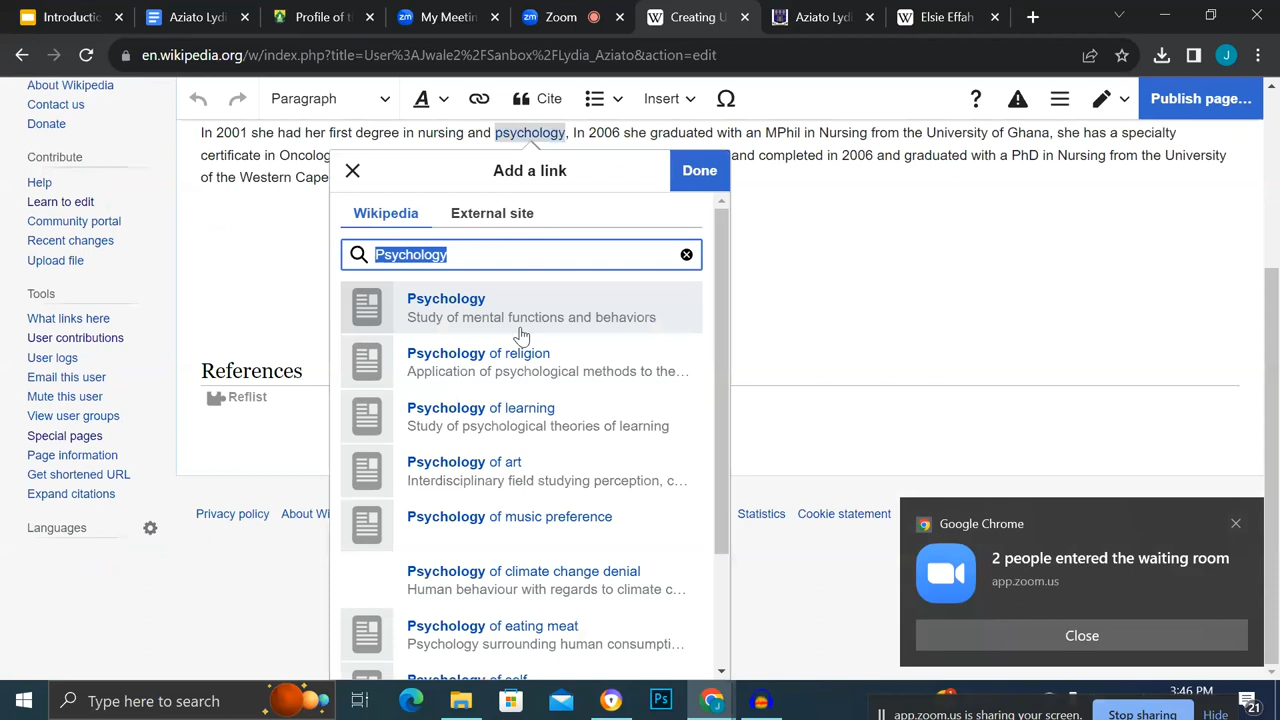 Introduct
Aziato Lydi
Profile of t
My Meetin
Zoom
Creating U
Aziato Lydi
Elsie Effah
en.wikipedia.org/w/index.php?title=User%3AJwale2%2FSanbox%2FLydia_Aziato&action=edit
J
Paragraph
A
Cite
Insert
Ω
?
Publish page...
About Wikipedia
Contact us
Donate
Contribute
Help
Learn to edit
Community portal
Recent changes
Upload file
Tools
What links here
User contributions
User logs
Email this user
Mute this user
View user groups
Special pages
Page information
Get shortened URL
Expand citations
Languages
In 2001 she had her first degree in nursing and psychology, In 2006 she graduated with an MPhil in Nursing from the University of Ghana, she has a specialty
certificate in Oncolog and completed in 2006 and graduated with a PhD in Nursing from the University
of the Western Cape
Add a link
Done
Wikipedia
External site
Psychology
Psychology
Study of mental functions and behaviors
Psychology of religion
Application of psychological methods to the...
Psychology of learning
Study of psychological theories of learning
Psychology of art
Interdisciplinary field studying perception, c...
Psychology of music preference
Psychology of climate change denial
Human behaviour with regards to climate c...
Psychology of eating meat
Psychology surrounding human consumpti...
Psychology of self
References
Reflist
Privacy policy About Wi Statistics Cookie statement
Google Chrome
zm
2 people entered the waiting room
app.zoom.us
Close
Type here to search
Ps
3:46 PM
21
app.zoom.us is sharing your screen.
Stop sharing
Hide